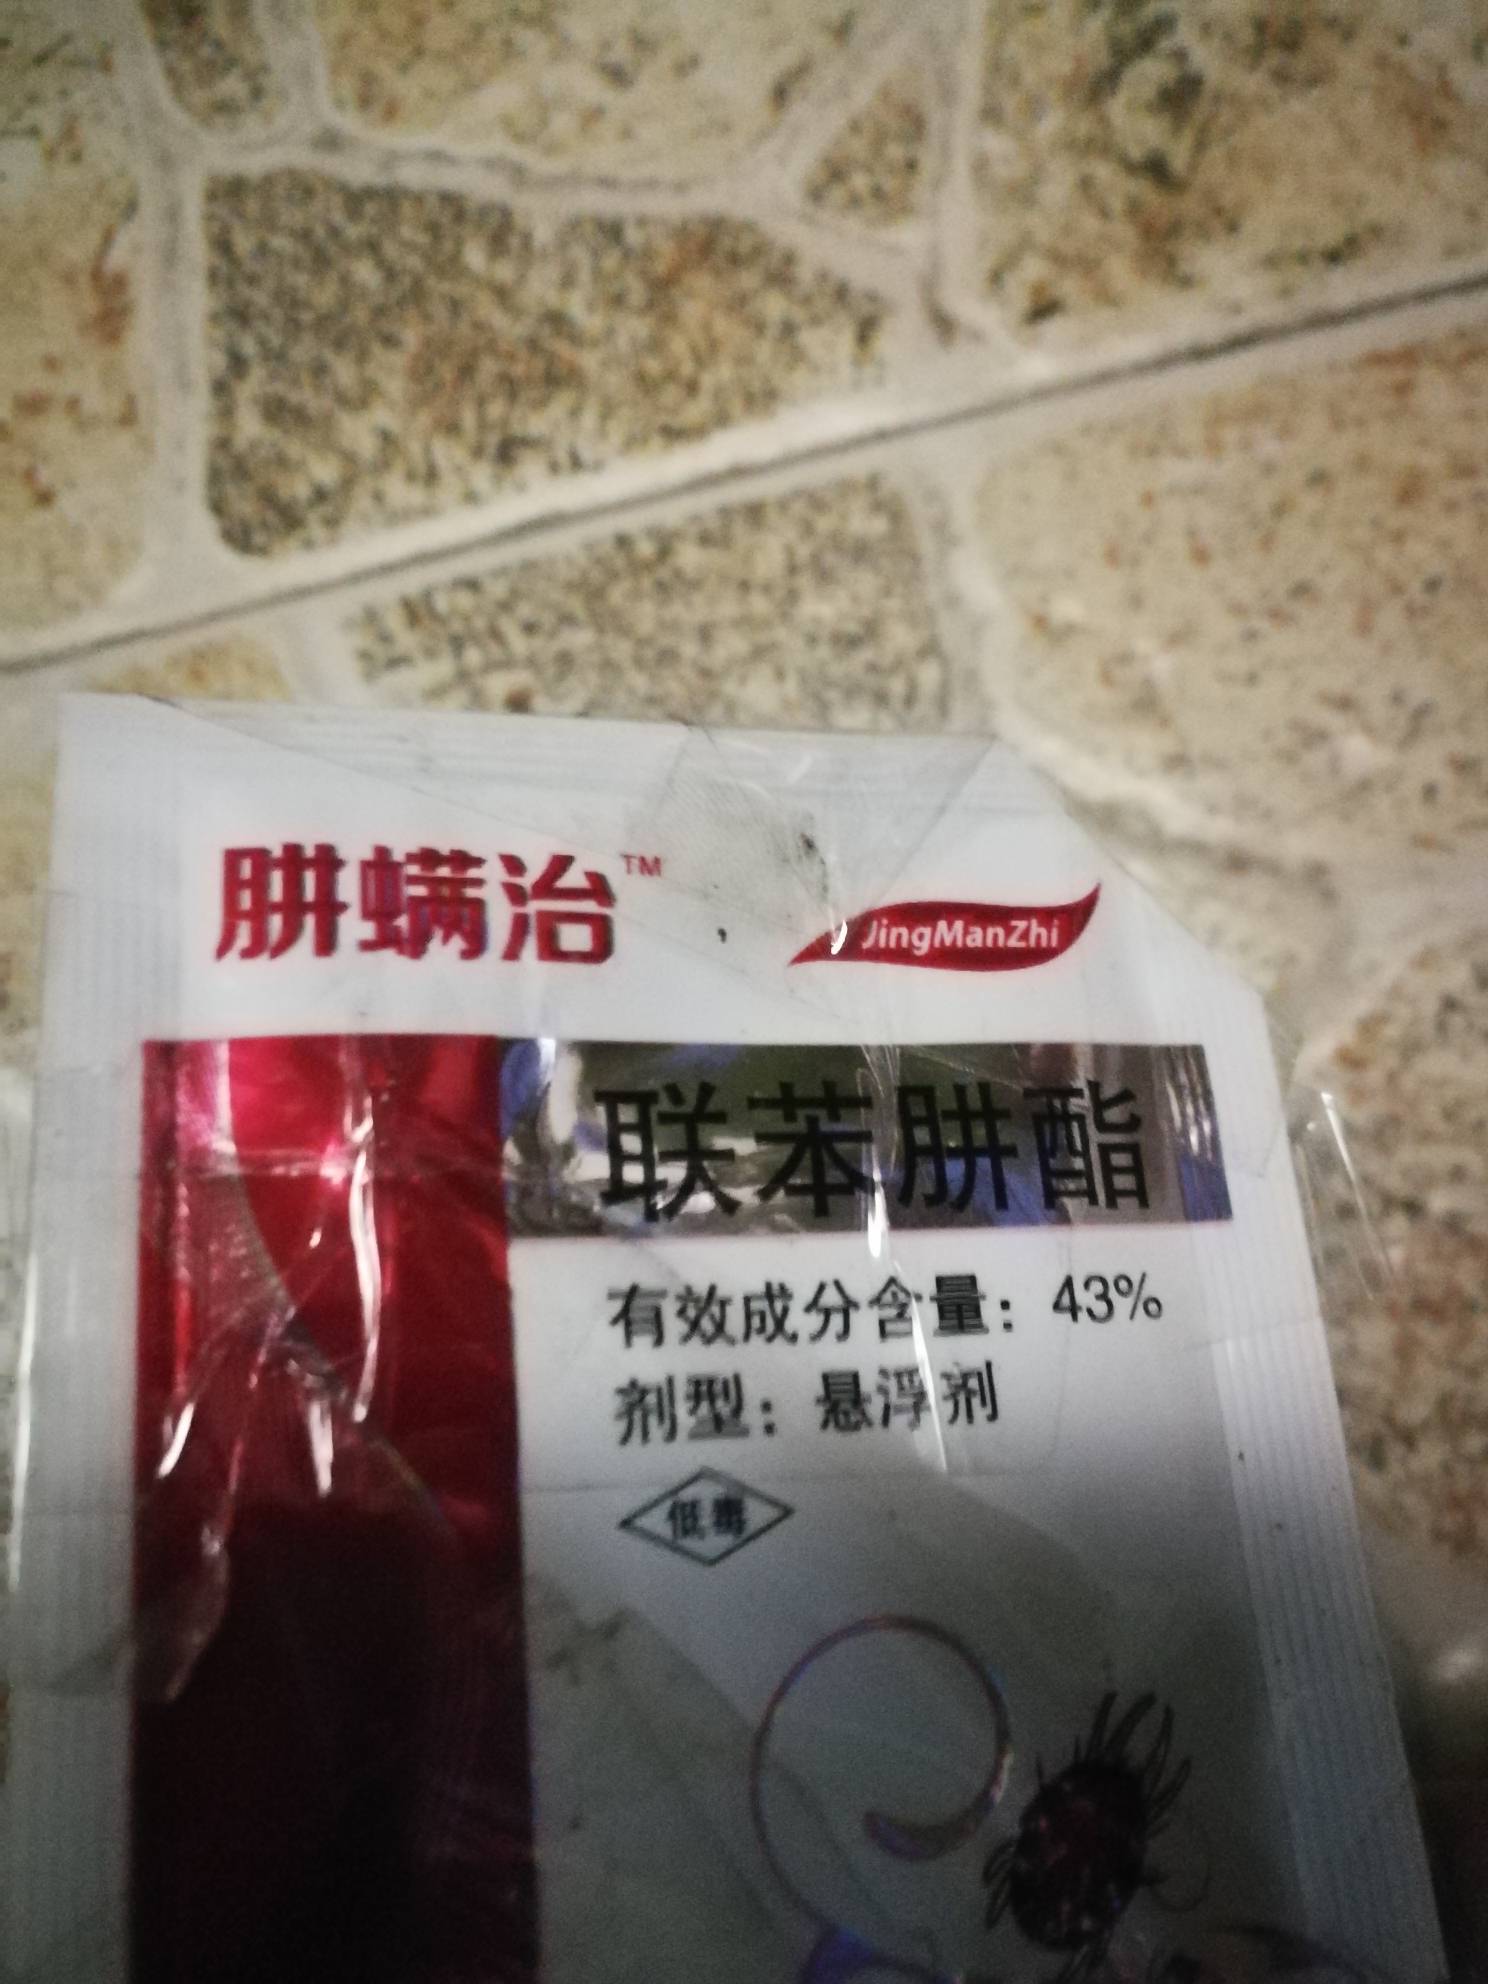 肼螨治™
JingManZhi
联苯肼酯
有效成分含量：43%
剂型：悬浮剂
低毒